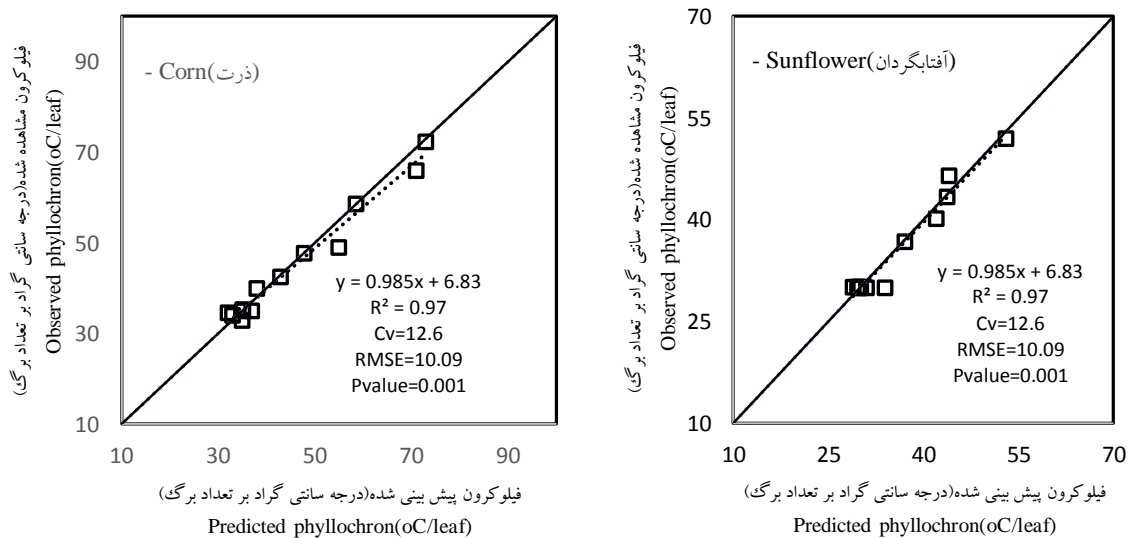 - Corn(ذرت)
90
70
50
30
10
10 30 50 70 90
فیلوکرون مشاهده شده(درجه سانتی گراد بر تعداد برگ)
Observed phyllochron(oC/leaf)
y = 0.985x + 6.83
R² = 0.97
Cv=12.6
RMSE=10.09
Pvalue=0.001
فیلوکرون پیش بینی شده(درجه سانتی گراد بر تعداد برگ)
Predicted phyllochron(oC/leaf)
- Sunflower(آفتابگردان)
70
55
40
25
10
10 25 40 55 70
فیلوکرون مشاهده شده(درجه سانتی گراد بر تعداد برگ)
Observed phyllochron(oC/leaf)
y = 0.985x + 6.83
R² = 0.97
Cv=12.6
RMSE=10.09
Pvalue=0.001
فیلوکرون پیش بینی شده(درجه سانتی گراد بر تعداد برگ)
Predicted phyllochron(oC/leaf)